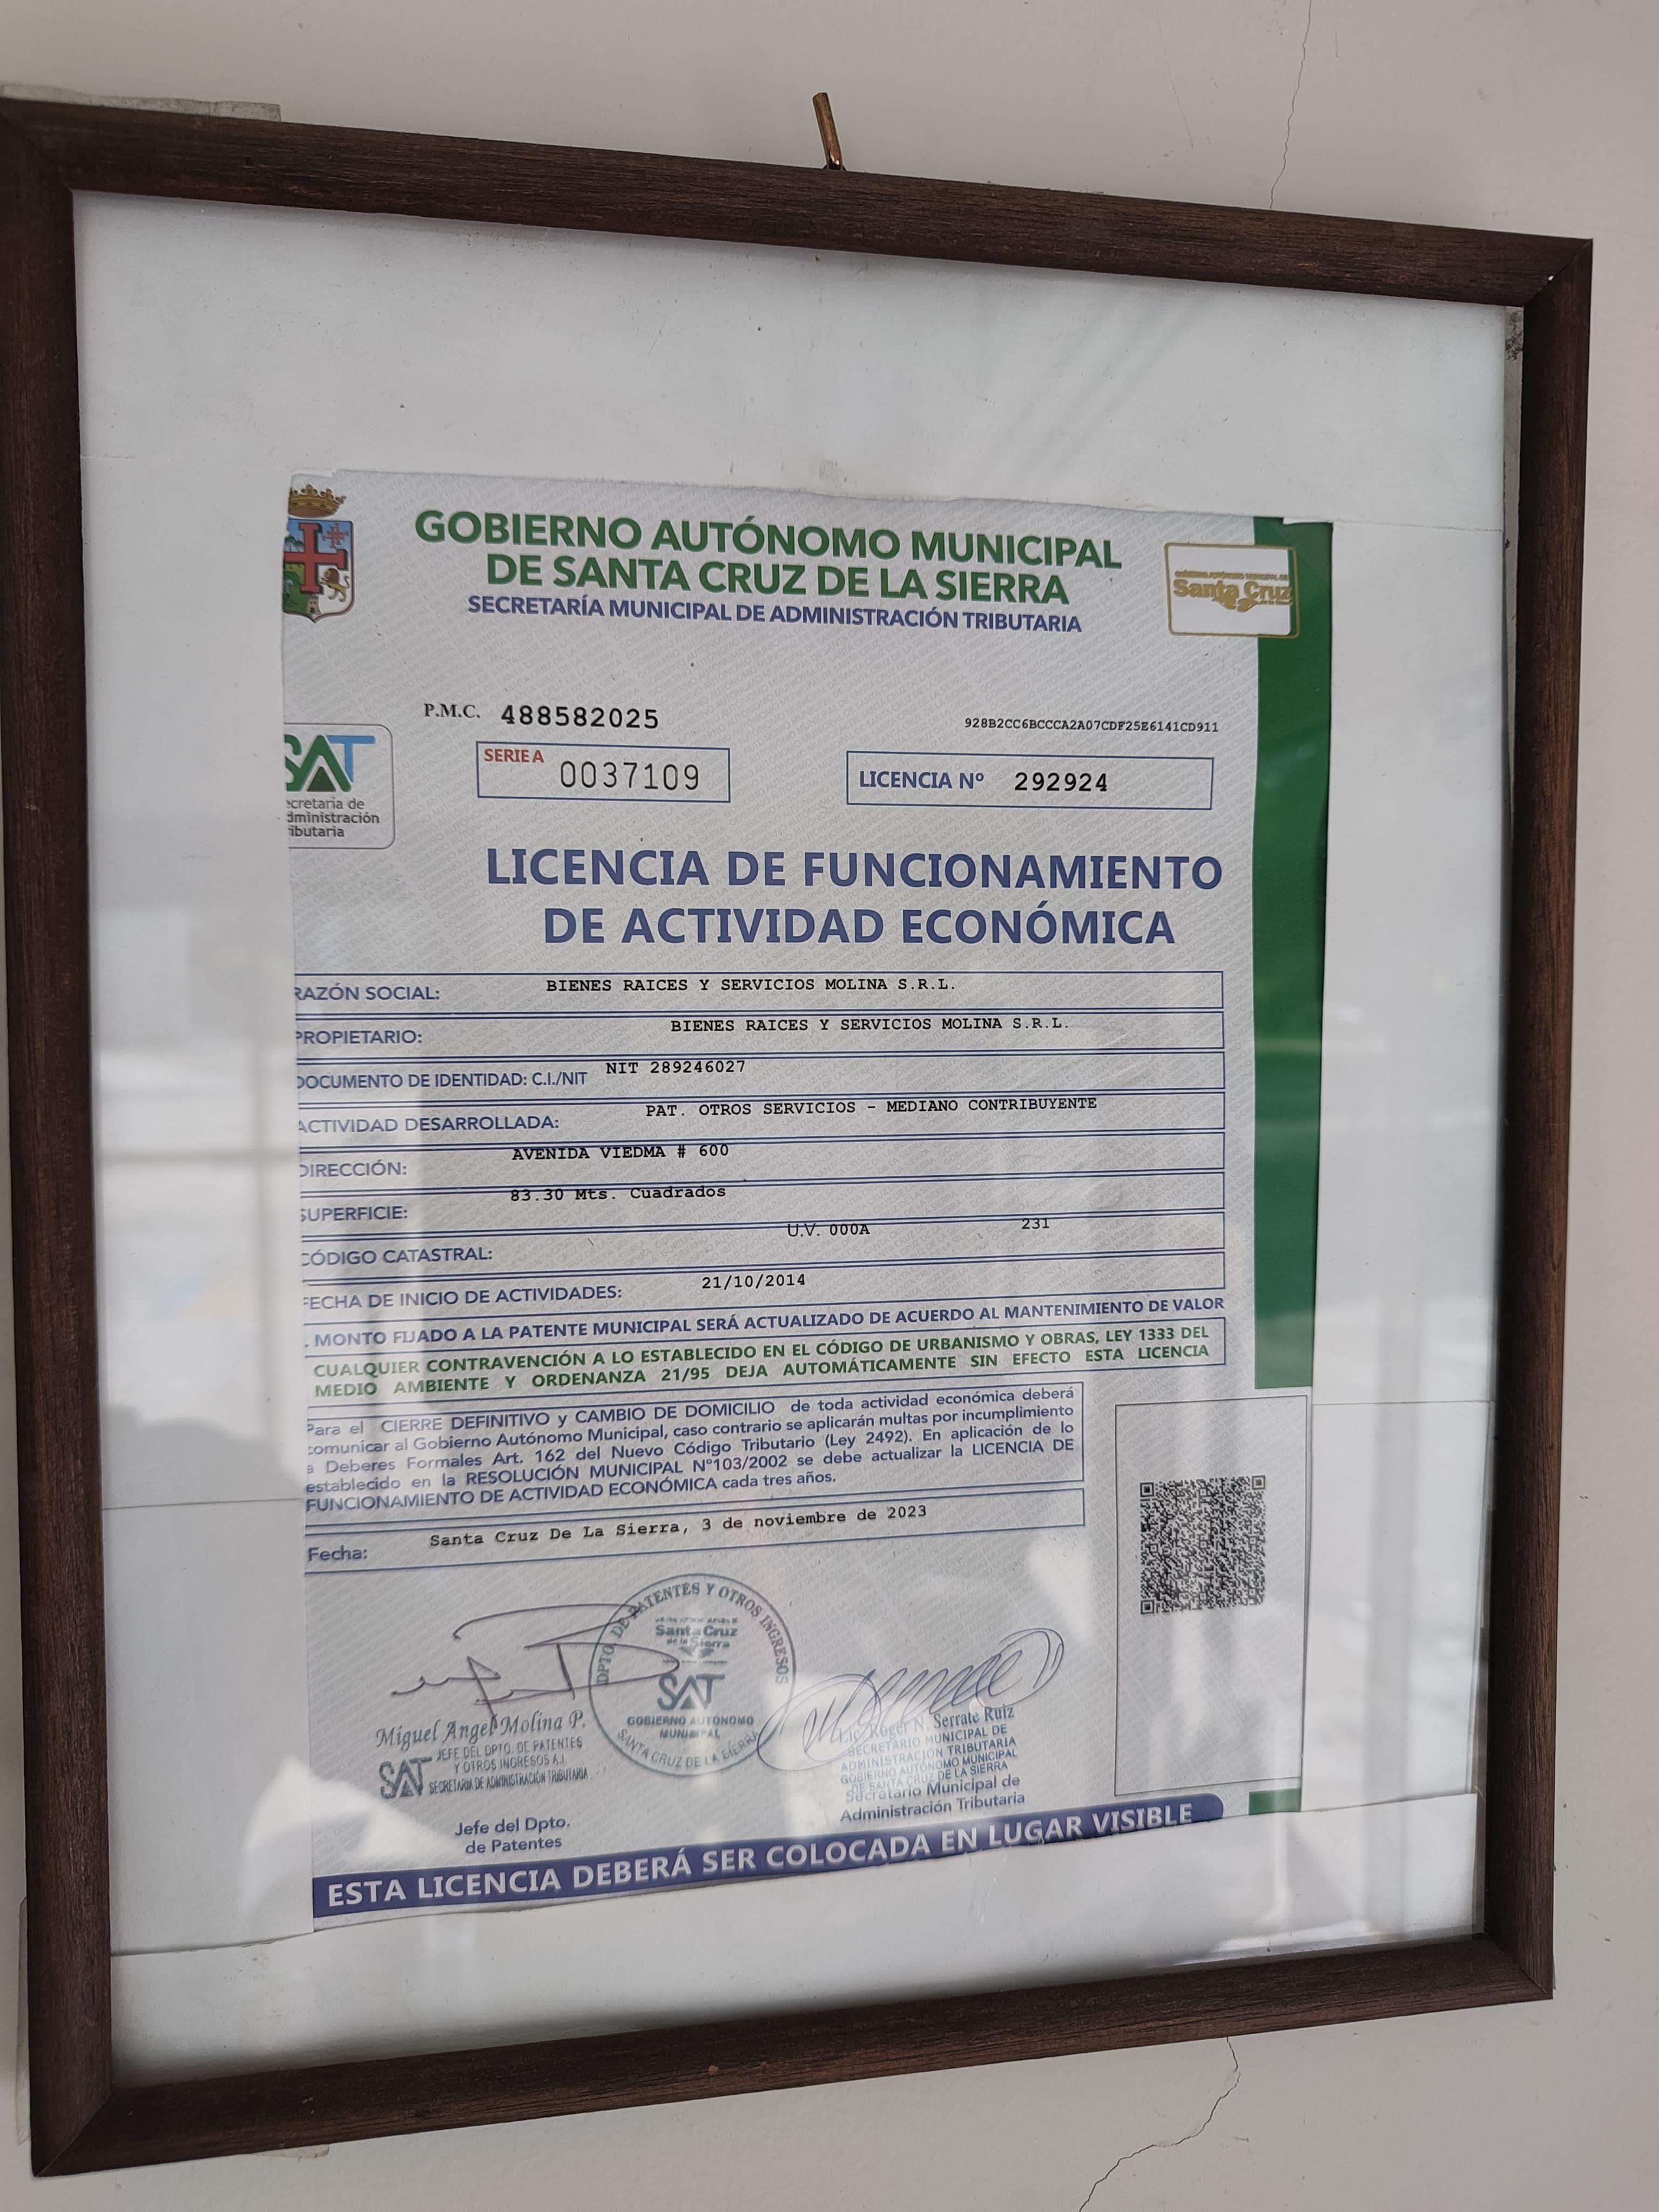 GOBIERNO AUTÓNOMO MUNICIPAL
DE SANTA CRUZ DE LA SIERRA
SECRETARÍA MUNICIPAL DE ADMINISTRACIÓN TRIBUTARIA
Santa Cruz
P.M.C. 488582025
928B2CC6BCCCA2A07CDF25E6141CD911
SAT
ecretaria de
dministración
ributaria
SERIE A 0037109
LICENCIA Nº 292924
LICENCIA DE FUNCIONAMIENTO
DE ACTIVIDAD ECONÓMICA
RAZÓN SOCIAL: BIENES RAICES Y SERVICIOS MOLINA S.R.L.
PROPIETARIO: BIENES RAICES Y SERVICIOS MOLINA S.R.L.
DOCUMENTO DE IDENTIDAD: C.I./NIT NIT 289246027
ACTIVIDAD DESARROLLADA: PAT. OTROS SERVICIOS - MEDIANO CONTRIBUYENTE
DIRECCIÓN: AVENIDA VIEDMA # 600
SUPERFICIE: 83.30 Mts. Cuadrados
CÓDIGO CATASTRAL: U.V. 000A 231
FECHA DE INICIO DE ACTIVIDADES: 21/10/2014
MONTO FIJADO A LA PATENTE MUNICIPAL SERÁ ACTUALIZADO DE ACUERDO AL MANTENIMIENTO DE VALOR
CUALQUIER CONTRAVENCIÓN A LO ESTABLECIDO EN EL CÓDIGO DE URBANISMO Y OBRAS, LEY 1333 DEL
MEDIO AMBIENTE Y ORDENANZA 21/95 DEJA AUTOMÁTICAMENTE SIN EFECTO ESTA LICENCIA
Para el CIERRE DEFINITIVO y CAMBIO DE DOMICILIO de toda actividad económica deberá
comunicar al Gobierno Autónomo Municipal, caso contrario se aplicarán multas por incumplimiento
a Deberes Formales Art. 162 del Nuevo Código Tributario (Ley 2492). En aplicación de lo
establecido en la RESOLUCIÓN MUNICIPAL N°103/2002 se debe actualizar la LICENCIA DE
FUNCIONAMIENTO DE ACTIVIDAD ECONÓMICA cada tres años.
Fecha: Santa Cruz De La Sierra, 3 de noviembre de 2023
DPTO. DE PATENTES Y OTROS INGRESOS
Santa Cruz
de la Sierra
SAT
GOBIERNO AUTÓNOMO
MUNICIPAL
SANTA CRUZ DE LA SIERRA
Miguel Angel Molina P.
JEFE DEL DPTO. DE PATENTES
Y OTROS INGRESOS A.I.
SAT SECRETARIA DE ADMINISTRACIÓN TRIBUTARIA
Jefe del Dpto.
de Patentes
Lic. Roger N. Serrate Ruiz
SECRETARIO MUNICIPAL DE
ADMINISTRACIÓN TRIBUTARIA
GOBIERNO AUTÓNOMO MUNICIPAL
DE SANTA CRUZ DE LA SIERRA
Secretario Municipal de
Administración Tributaria
ESTA LICENCIA DEBERÁ SER COLOCADA EN LUGAR VISIBLE